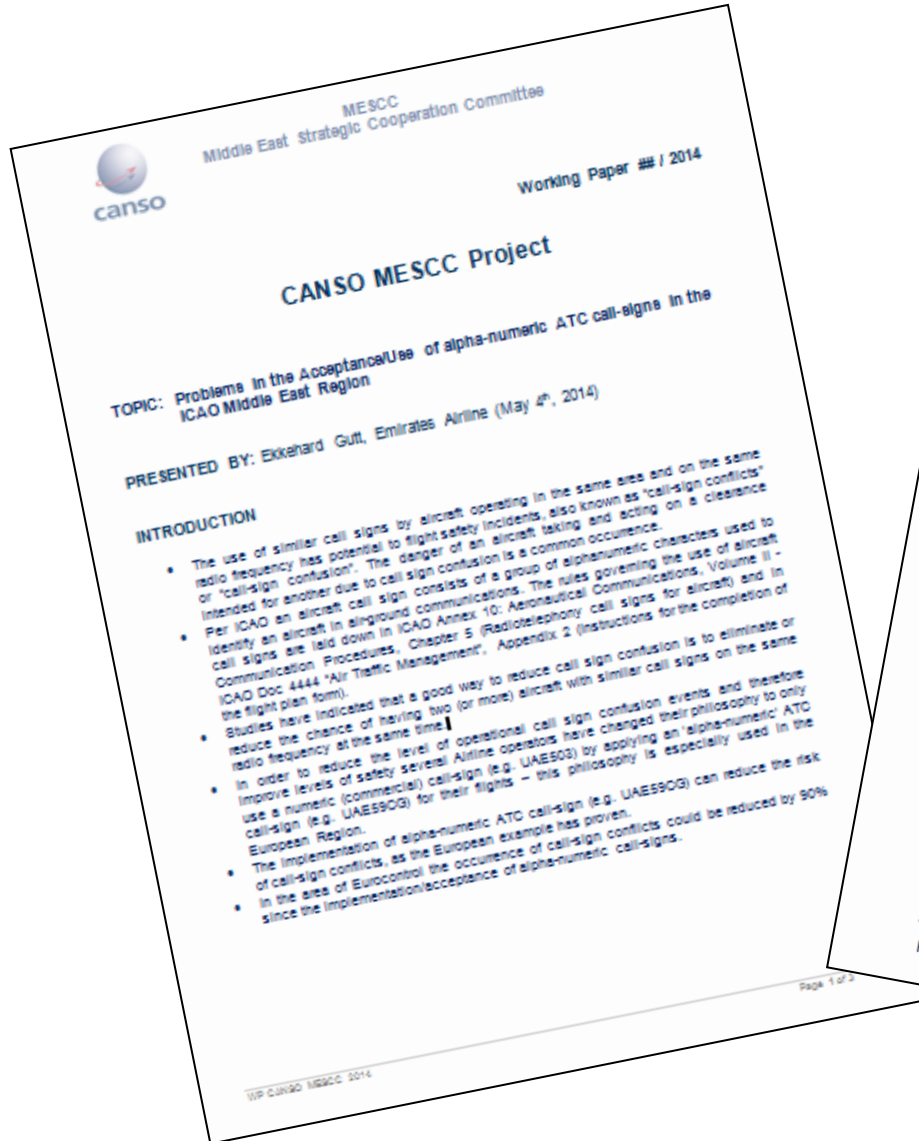 MESCC
Middle East Strategic Cooperation Committee
canso
Working Paper ## / 2014
CANSO MESCC Project
TOPIC: Problems in the Acceptance/Use of alpha-numeric ATC call-signs in the
ICAO Middle East Region
PRESENTED BY: Ekkehard Gutt, Emirates Airline (May 4th, 2014)
INTRODUCTION
• The use of similar call signs by aircraft operating in the same area and on the same
radio frequency has potential to flight safety incidents, also known as "call-sign conflicts"
or "call-sign confusion". The danger of an aircraft taking and acting on a clearance
intended for another due to call sign confusion is a common occurrence.
• Per ICAO an aircraft call sign consists of a group of alphanumeric characters used to
identify an aircraft in air-ground communications. The rules governing the use of aircraft
call signs are laid down in ICAO Annex 10: Aeronautical Communications, Volume II -
Communication Procedures, Chapter 5 (Radiotelephony call signs for aircraft) and in
ICAO Doc 4444 "Air Traffic Management", Appendix 2 (Instructions for the completion of
the flight plan form).
• Studies have indicated that a good way to reduce call sign confusion is to eliminate or
reduce the chance of having two (or more) aircraft with similar call signs on the same
radio frequency at the same time.
• In order to reduce the level of operational call sign confusion events and therefore
improve levels of safety several Airline operators have changed their philosophy to only
use a numeric (commercial) call-sign (e.g. UAE503) by applying an 'alpha-numeric' ATC
call-sign (e.g. UAE59CG) for their flights – this philosophy is especially used in the
European Region.
• The implementation of alpha-numeric ATC call-sign (e.g. UAE59CG) can reduce the risk
of call-sign conflicts, as the European example has proven.
• In the area of Eurocontrol the occurrence of call-sign conflicts could be reduced by 90%
since the implementation/acceptance of alpha-numeric call-signs.
Page 1 of 3
WP CANSO MESCC 2014